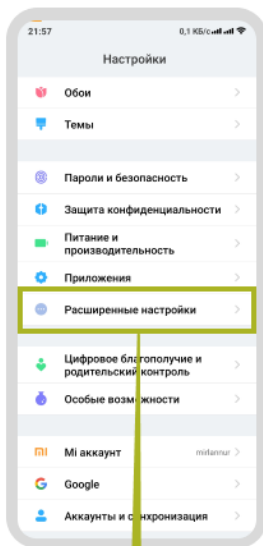 21:57 0,1 КБ/с
Настройки
Обои
Темы
Пароли и безопасность
Защита конфиденциальности
Питание и
производительность
Приложения
Расширенные настройки
Цифровое благополучие и
родительский контроль
Особые возможности
Mi аккаунт mirlannur
Google
Аккаунты и синхронизация